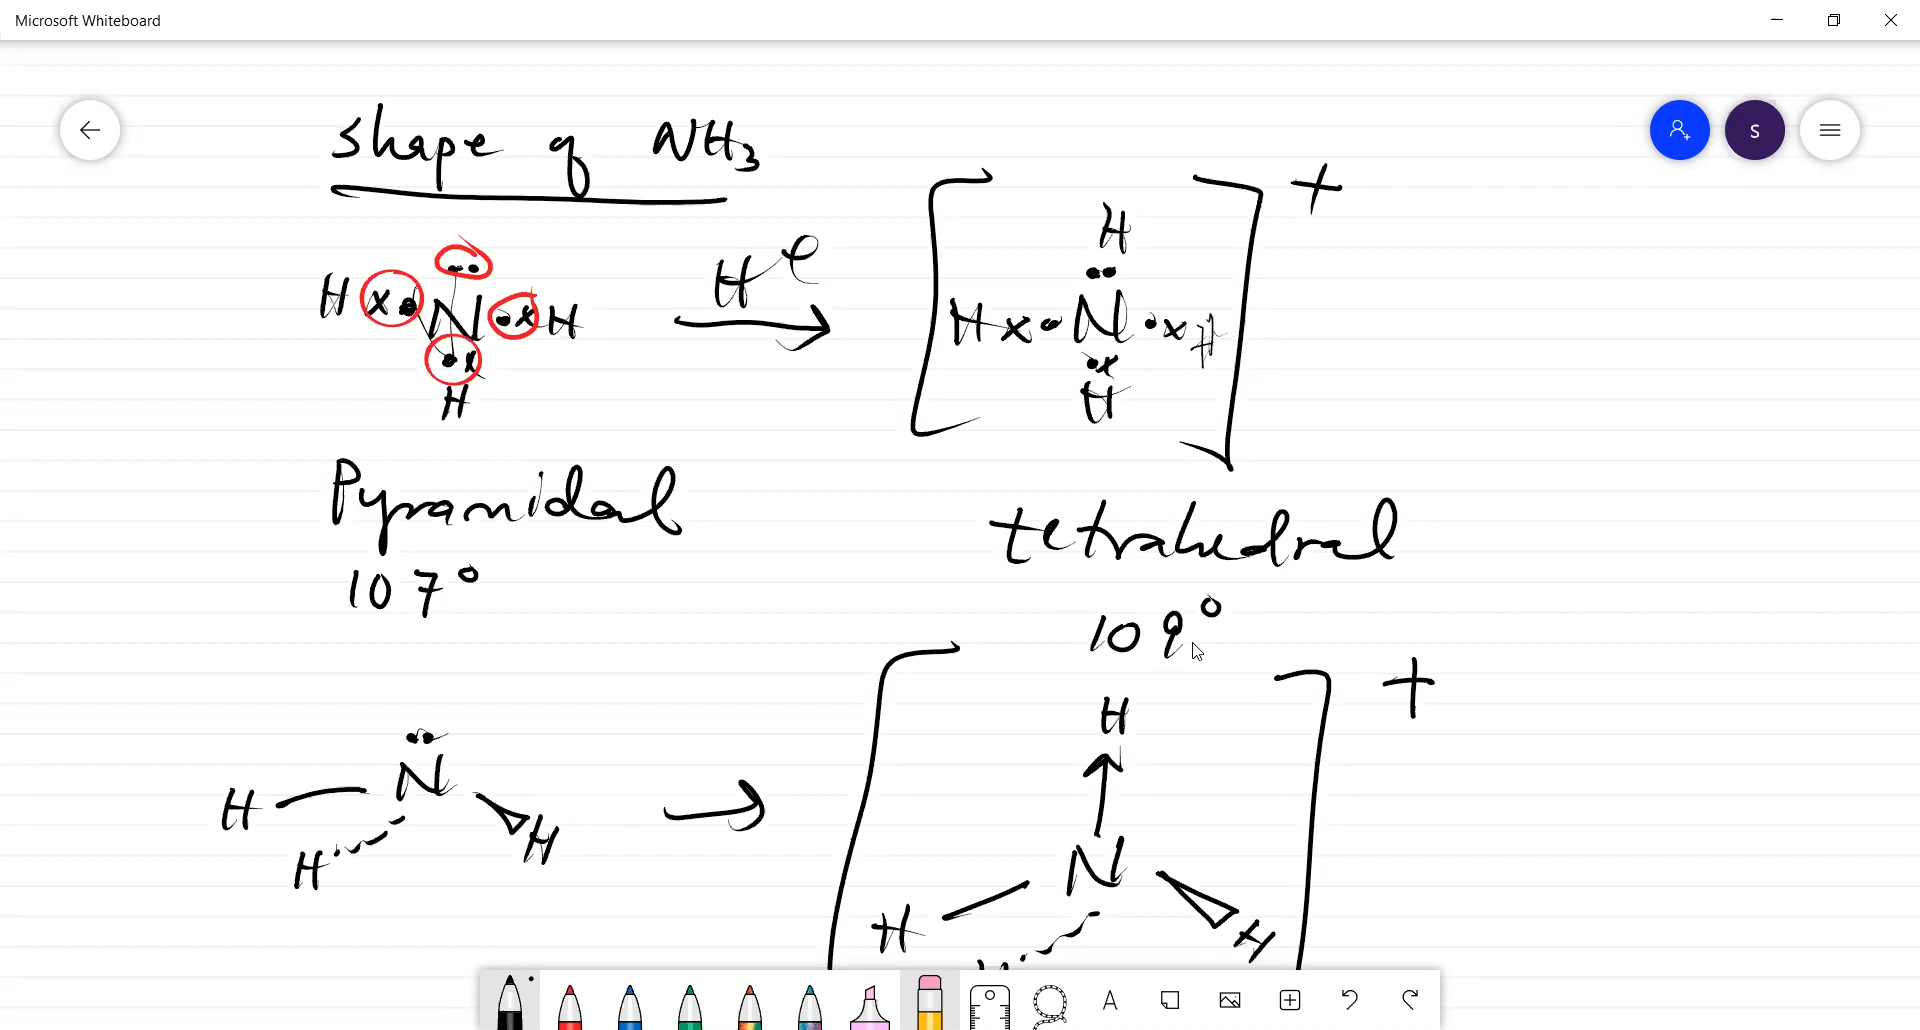 Microsoft Whiteboard
S
shape of NH3
H x• N •x H
••
•x
H
H⊕
[ H
••
H x • N • x H
•x
H ] +
Pyramidal
107°
tetrahedral
109°
••
H N H
H
[ H
N
H H
H ] +
A